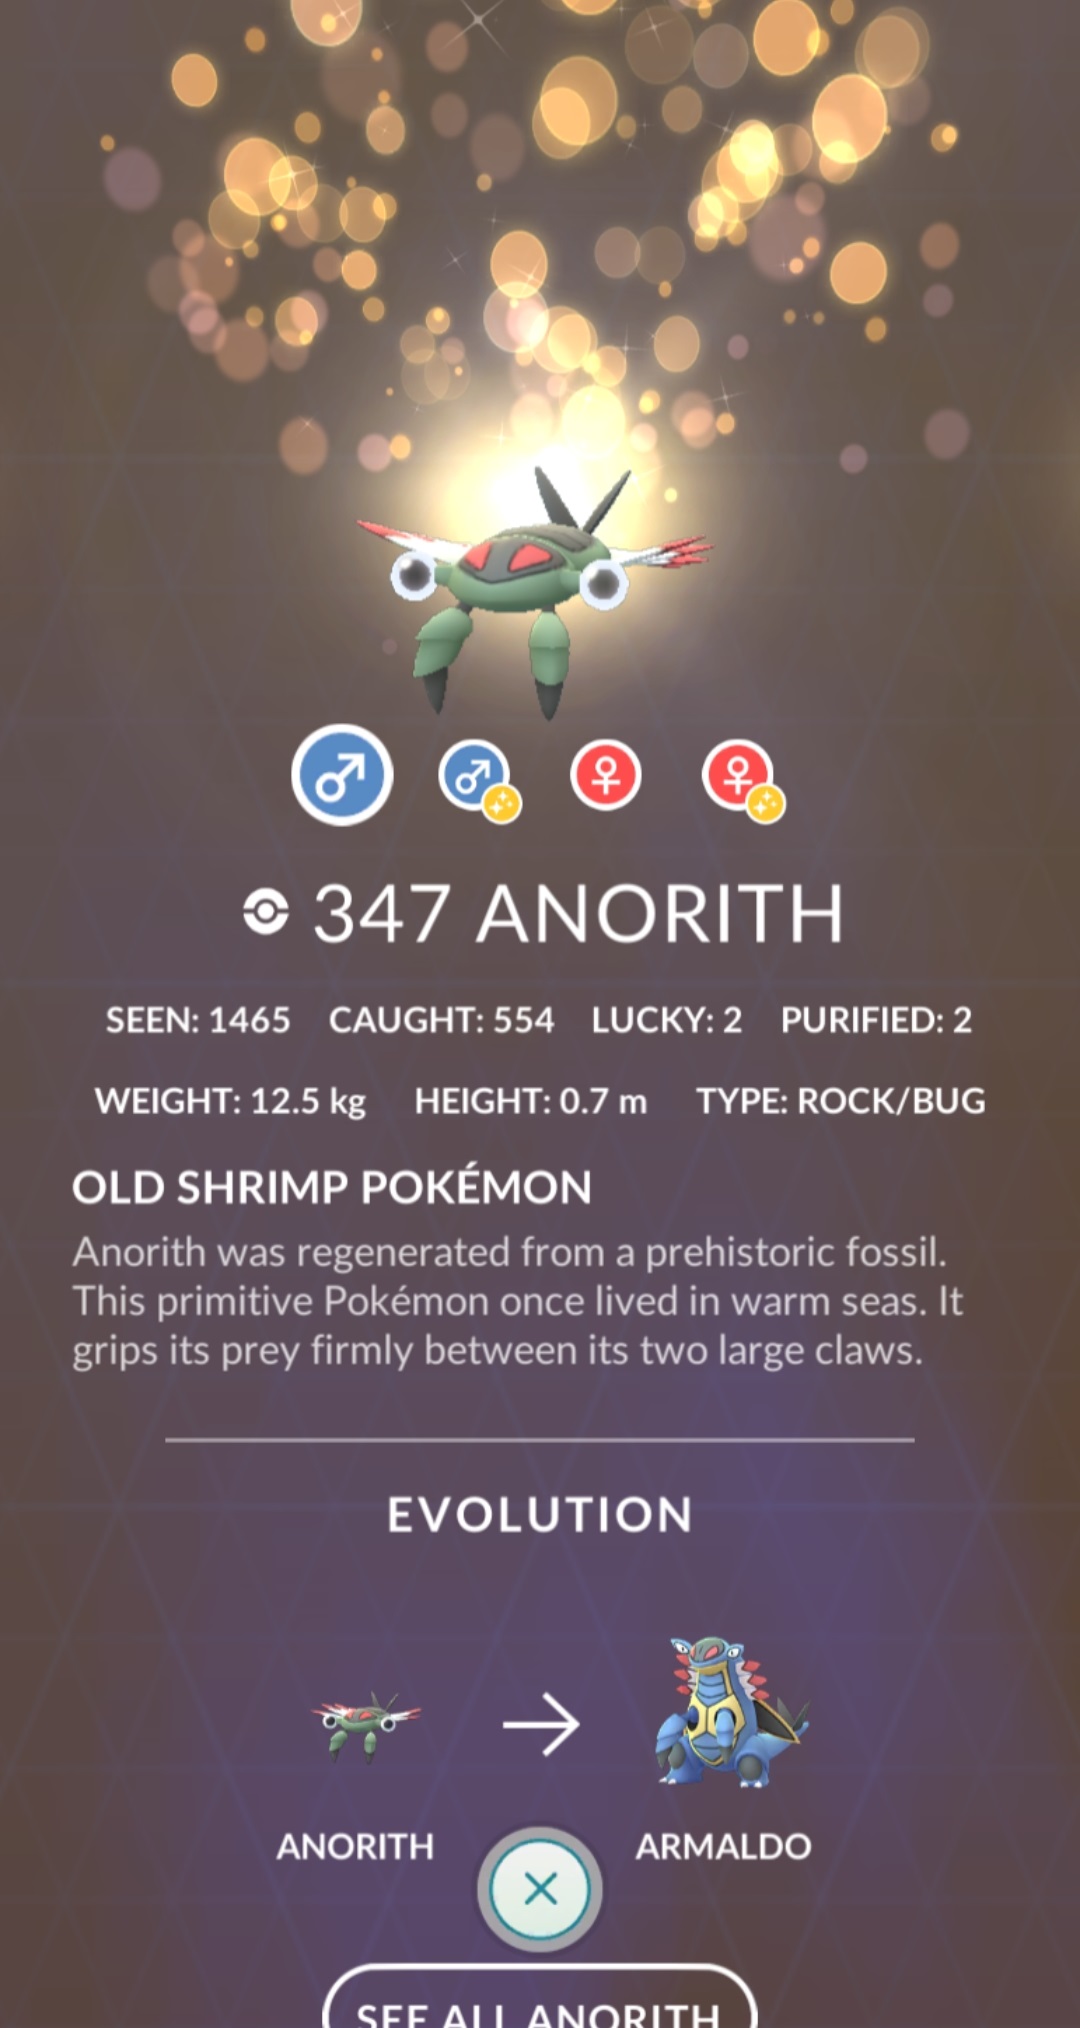 347 ANORITH
SEEN: 1465 CAUGHT: 554 LUCKY: 2 PURIFIED: 2
WEIGHT: 12.5 kg HEIGHT: 0.7 m TYPE: ROCK/BUG
OLD SHRIMP POKÉMON
Anorith was regenerated from a prehistoric fossil.
This primitive Pokémon once lived in warm seas. It
grips its prey firmly between its two large claws.
EVOLUTION
ANORITH ARMALDO
SEE ALL ANORITH